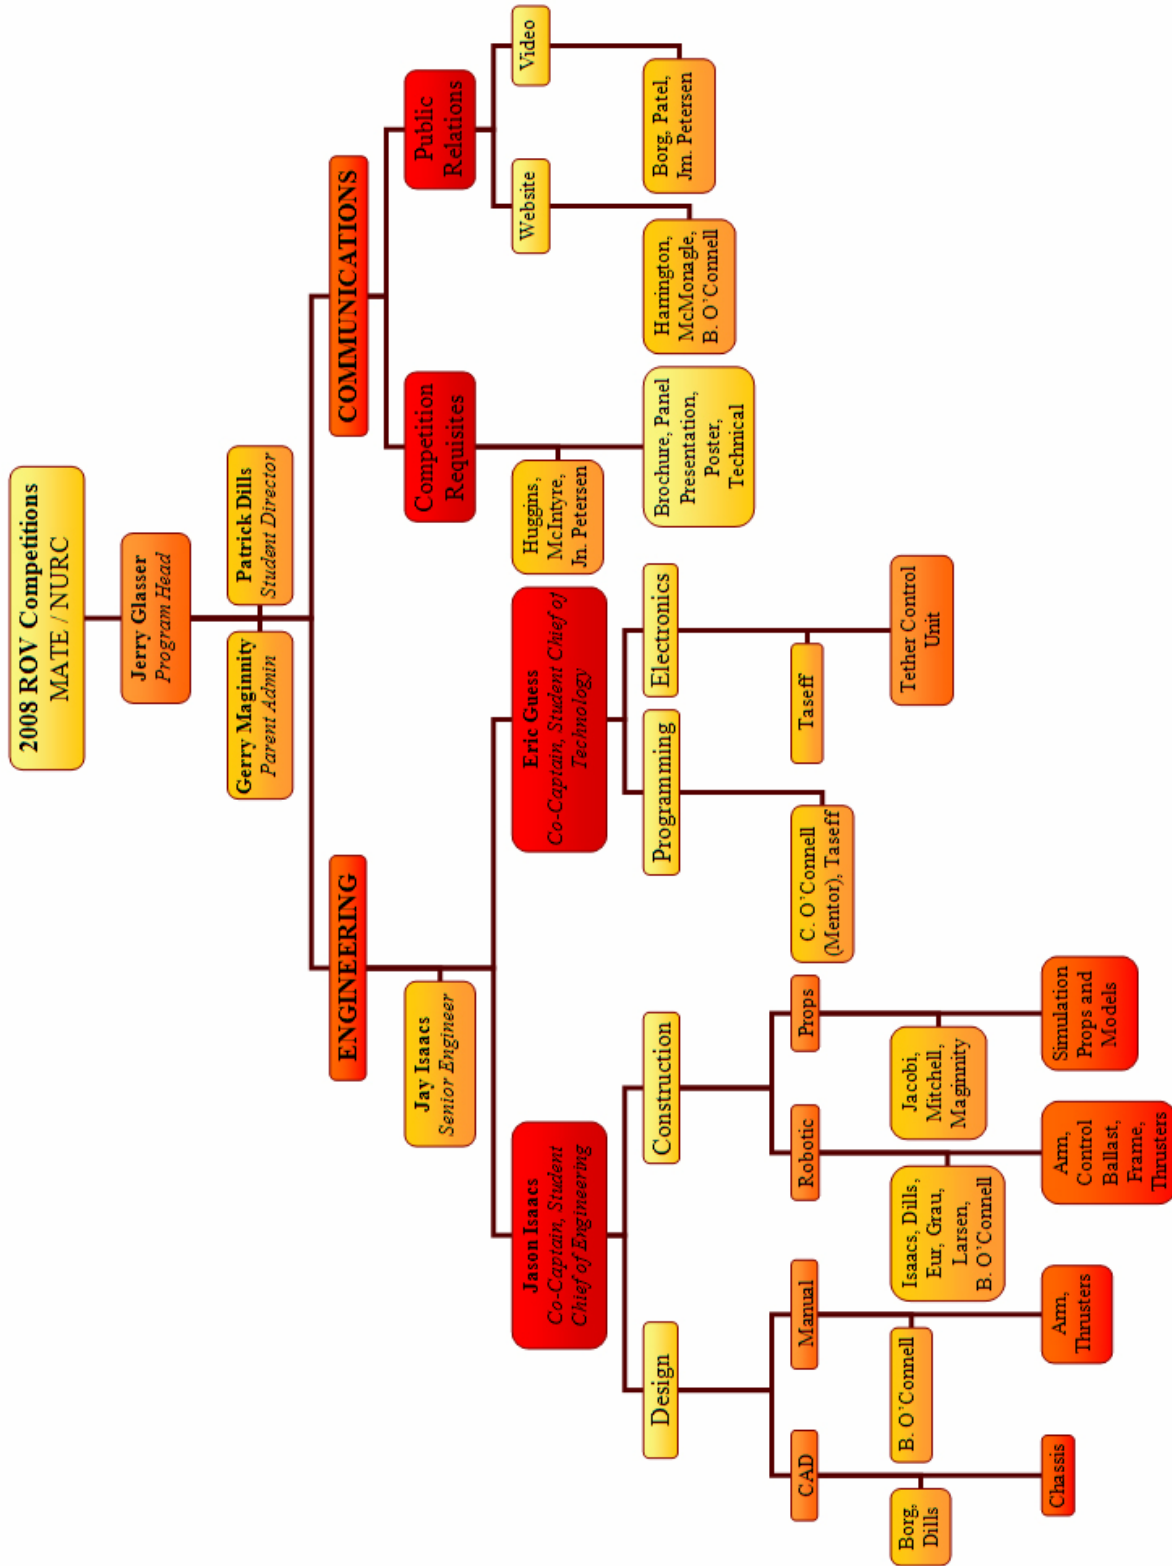 2008 ROV Competitions
MATE / NURC
Jerry Glasser
Program Head
Gerry Maginnity
Parent Admin
Patrick Dills
Student Director
ENGINEERING
COMMUNICATIONS
Jay Isaacs
Senior Engineer
Competition
Requisites
Public
Relations
Jason Isaacs
Co-Captain, Student
Chief of Engineering
Eric Guess
Co-Captain, Student Chief of
Technology
Huggins,
McIntyre,
Jn. Petersen
Website
Video
Design
Construction
Programming
Electronics
Brochure, Panel
Presentation,
Poster,
Technical
Harrington,
McMonagle,
B. O'Connell
Borg, Patel,
Jm. Petersen
CAD
Manual
Robotic
Props
C. O'Connell
(Mentor), Taseff
Taseff
Borg,
Dills
B. O'Connell
Isaacs, Dills,
Eur, Grau,
Larsen,
B. O'Connell
Jacobi,
Mitchell,
Maginnity
Tether Control
Unit
Chassis
Arm,
Thrusters
Arm,
Control
Ballast,
Frame,
Thrusters
Simulation
Props and
Models